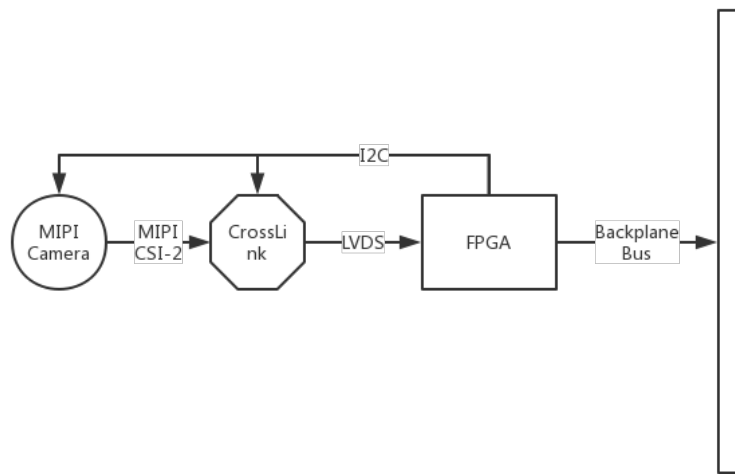 I2C
MIPI
Camera
MIPI
CSI-2
CrossLi
nk
LVDS
FPGA
Backplane
Bus